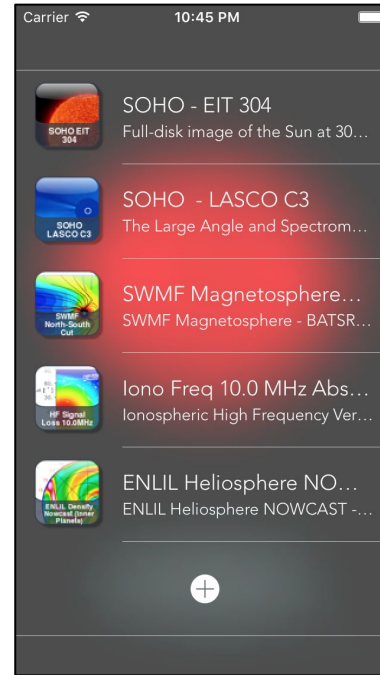 Carrier
10:45 PM
SOHO EIT
304
SOHO - EIT 304
Full-disk image of the Sun at 30...
SOHO
LASCO C3
SOHO - LASCO C3
The Large Angle and Spectrom...
SWMF
North-South
Cut
SWMF Magnetosphere...
SWMF Magnetosphere - BATSR...
HF Signal
Loss 10.0MHz
Iono Freq 10.0 MHz Abs...
Ionospheric High Frequency Ver...
ENLIL Density
Nowcast (Inner
Planets)
ENLIL Heliosphere NO...
ENLIL Heliosphere NOWCAST -...